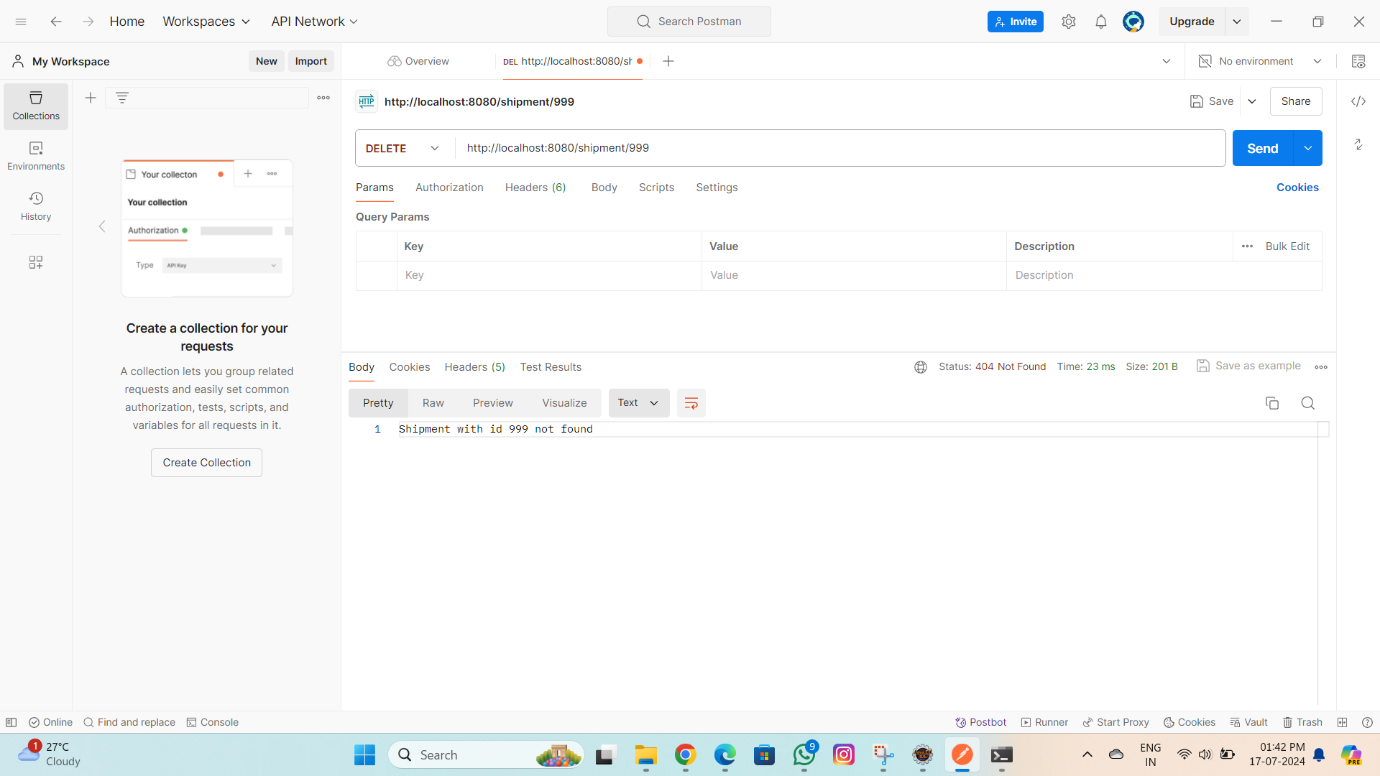 Home Workspaces API Network Search Postman Invite Upgrade
My Workspace New Import Overview DEL http://localhost:8080/sh No environment
Collections
Environments
History
Your collecton
Your collection
Authorization
Type API Key
Create a collection for your
requests
A collection lets you group related
requests and easily set common
authorization, tests, scripts, and
variables for all requests in it.
Create Collection
HTTP http://localhost:8080/shipment/999 Save Share
DELETE http://localhost:8080/shipment/999 Send
Params Authorization Headers (6) Body Scripts Settings Cookies
Query Params
Key Value Description Bulk Edit
Key Value Description
Body Cookies Headers (5) Test Results Status: 404 Not Found Time: 23 ms Size: 201 B Save as example
Pretty Raw Preview Visualize Text
1 Shipment with id 999 not found
Online Find and replace Console Postbot Runner Start Proxy Cookies Vault Trash
1 27°C
Cloudy
Search
9
PRE
ENG
IN
01:42 PM
17-07-2024